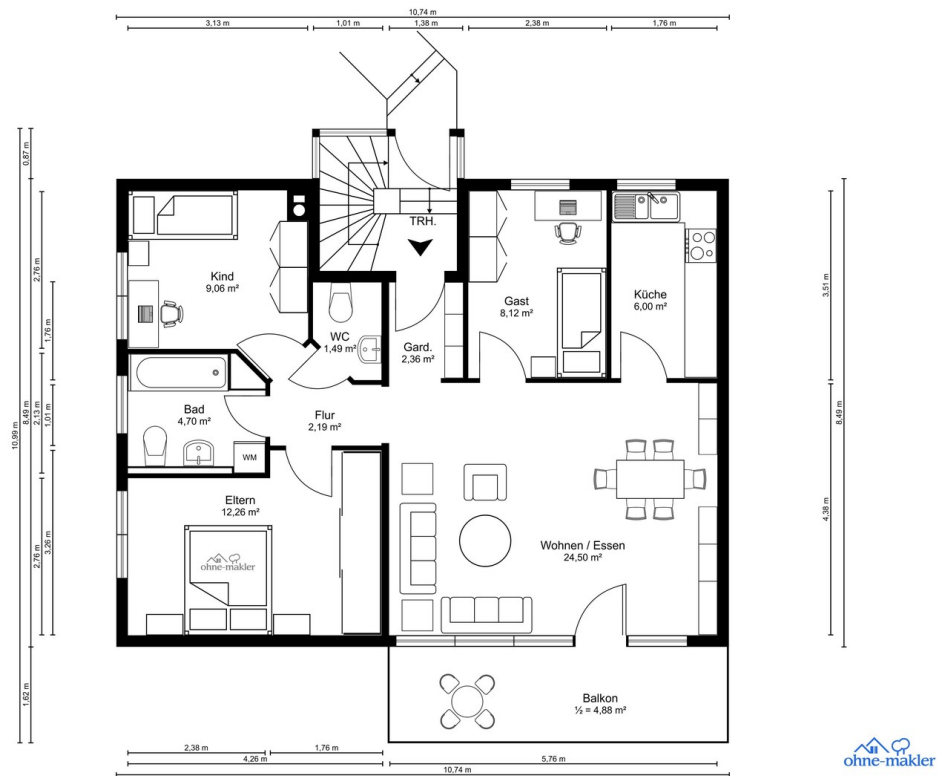 10,74 m
3,13 m
1,01 m
1,38 m
2,38 m
1,76 m
0,87 m
10,99 m
8,49 m
2,76 m
1,76 m
2,13 m
1,01 m
2,76 m
3,26 m
1,62 m
TRH.
Kind
9,06 m²
WC
1,49 m²
Gard.
2,36 m²
Gast
8,12 m²
Küche
6,00 m²
Bad
4,70 m²
WM
Flur
2,19 m²
Eltern
12,26 m²
ohne-makler
Wohnen / Essen
24,50 m²
Balkon
½ = 4,88 m²
3,51 m
8,49 m
4,38 m
2,38 m
1,76 m
4,26 m
5,76 m
10,74 m
ohne-makler